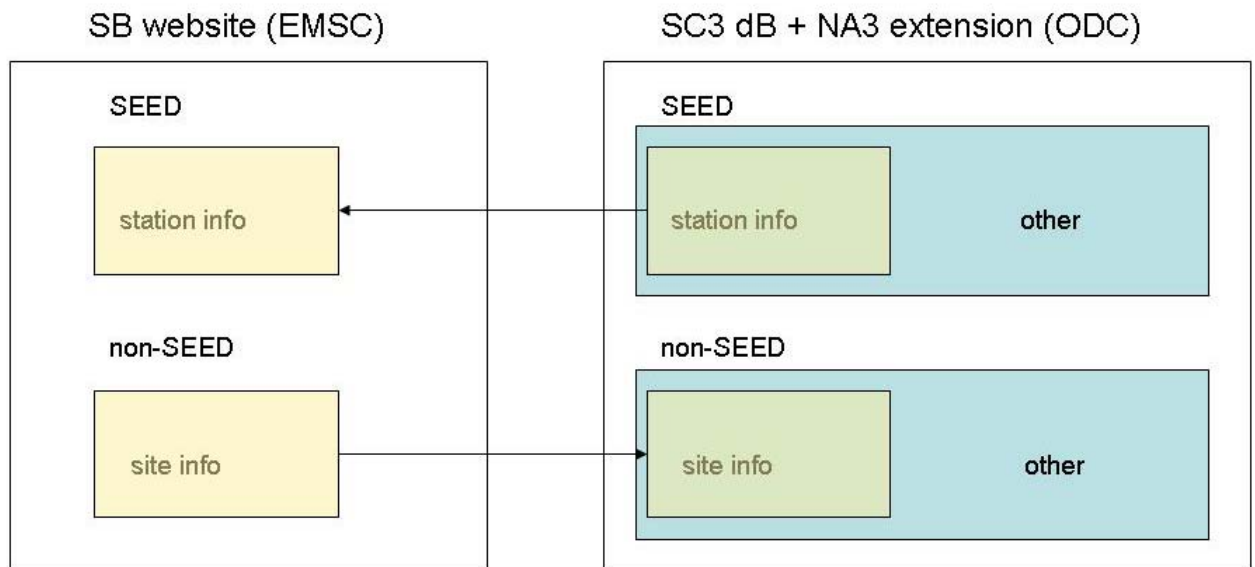 SB website (EMSC)
SC3 dB + NA3 extension (ODC)
SEED
station info
non-SEED
site info
SEED
station info
other
non-SEED
site info
other